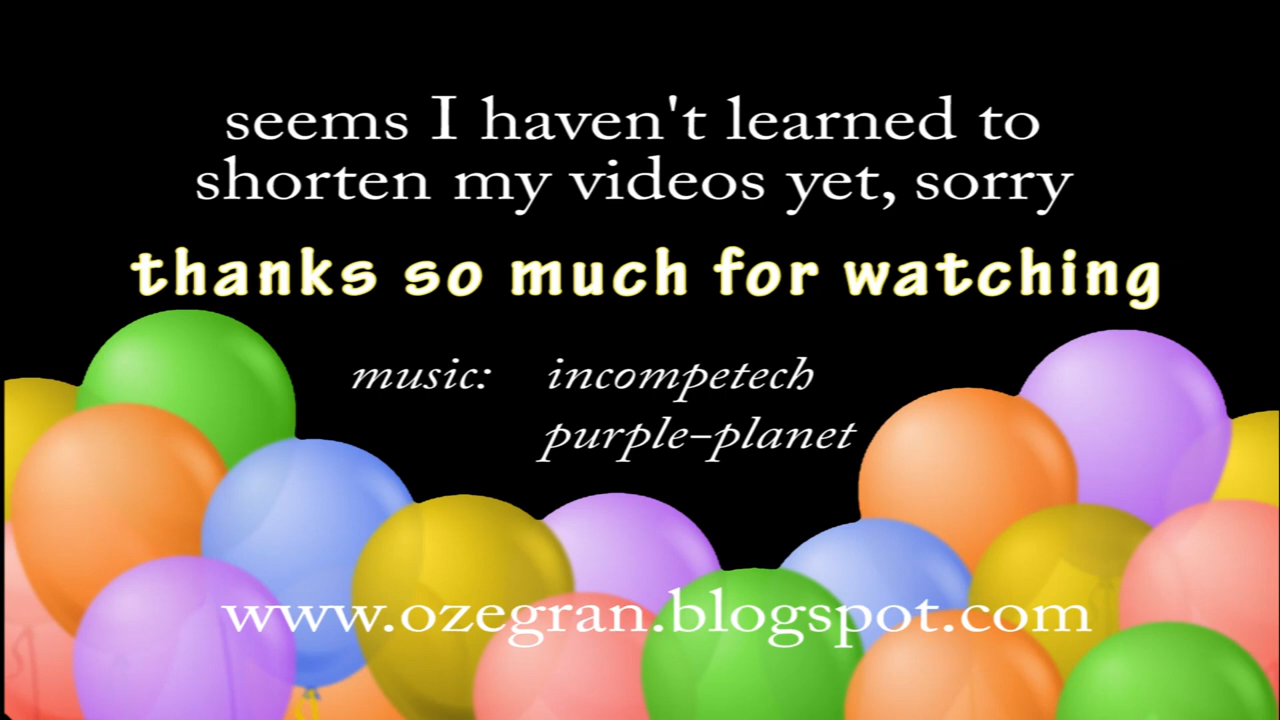 seems I haven't learned to
shorten my videos yet, sorry
thanks so much for watching
music: incompetech
purple-planet
www.ozegran.blogspot.com